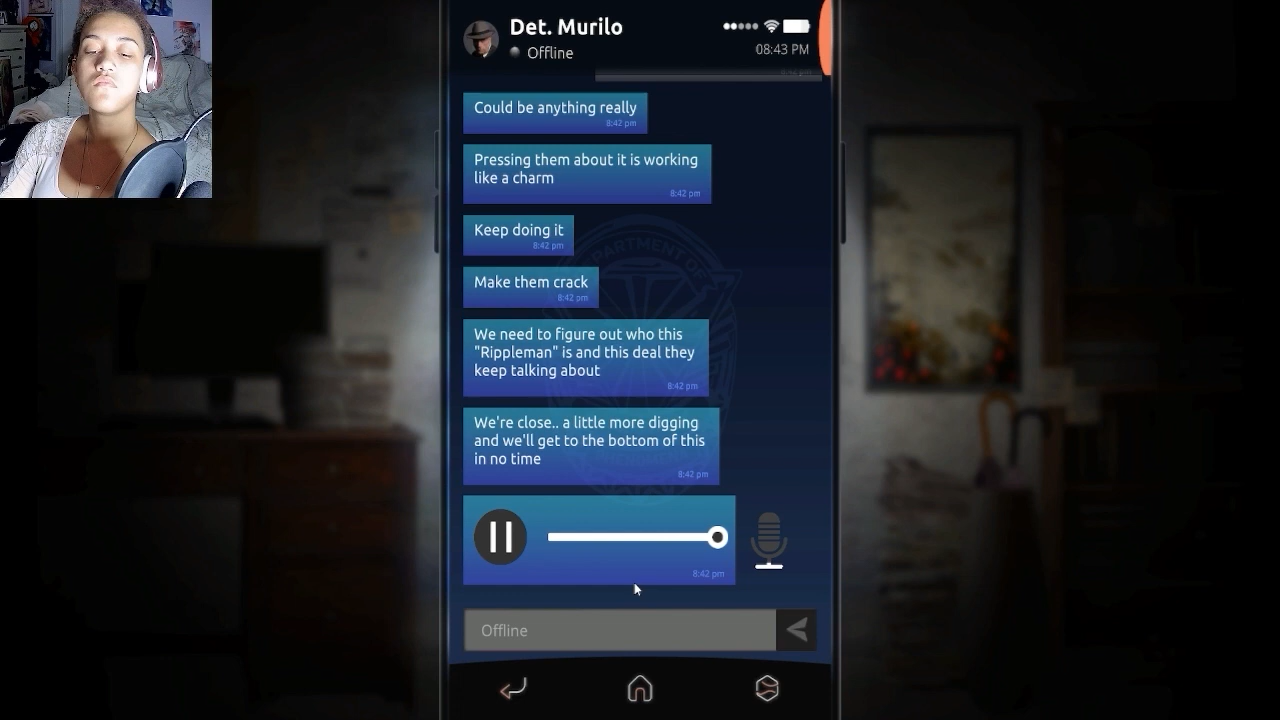 Det. Murilo
Offline
08:43 PM
Could be anything really
8:42 pm
Pressing them about it is working
like a charm
8:42 pm
Keep doing it
8:42 pm
Make them crack
8:42 pm
We need to figure out who this
"Rippleman" is and this deal they
keep talking about
8:42 pm
We're close.. a little more digging
and we'll get to the bottom of this
in no time
8:42 pm
8:42 pm
Offline